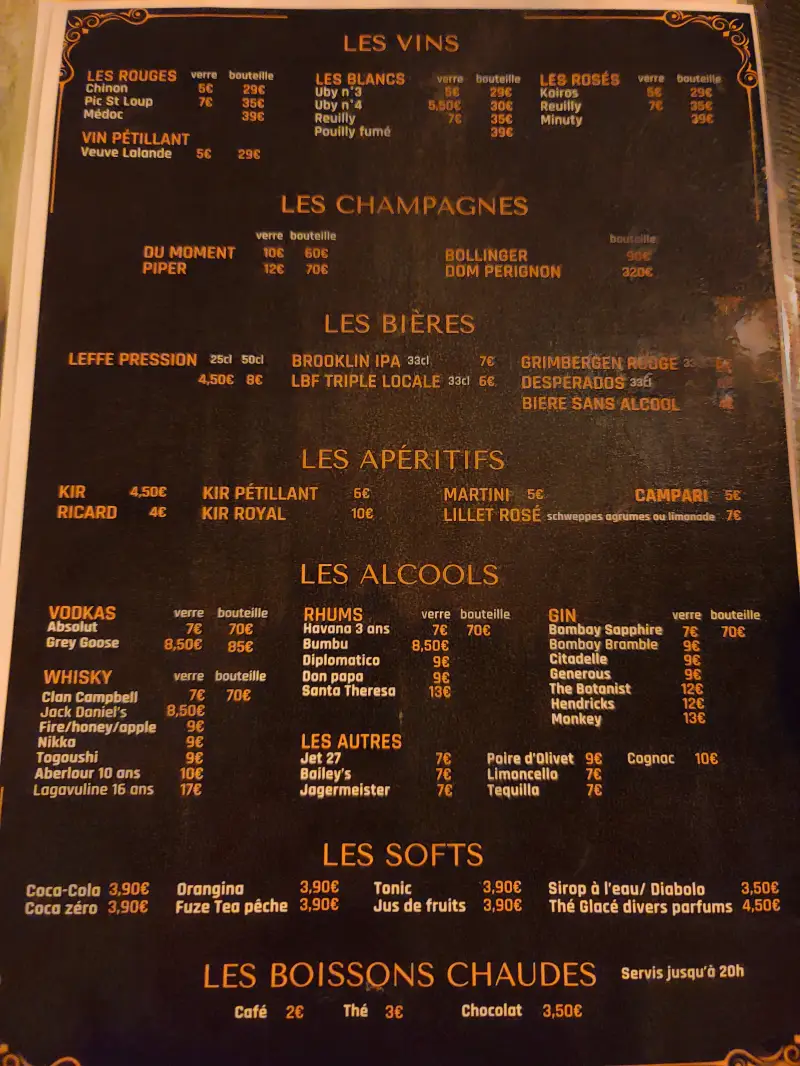 LES VINS
LES ROUGES verre bouteille
Chinon 5€ 29€
Pic St Loup 7€ 35€
Médoc 39€
VIN PÉTILLANT
Veuve Lalande 5€ 29€
LES BLANCS verre bouteille
Uby n°3 5€ 29€
Uby n°4 5,50€ 30€
Reuilly 7€ 35€
Pouilly fumé 39€
LES ROSÉS verre bouteille
Kairos 5€ 29€
Reuilly 7€ 35€
Minuty 39€
LES CHAMPAGNES
verre bouteille
DU MOMENT 10€ 60€
PIPER 12€ 70€
bouteille
BOLLINGER 90€
DOM PERIGNON 320€
LES BIÈRES
LEFFE PRESSION 25cl 50cl
4,50€ 8€
BROOKLIN IPA 33cl 7€
LBF TRIPLE LOCALE 33cl 6€
GRIMBERGEN ROUGE
DESPERADOS 33cl
BIERE SANS ALCOOL
LES APÉRITIFS
KIR 4,50€ KIR PÉTILLANT 6€ MARTINI 5€ CAMPARI 5€
RICARD 4€ KIR ROYAL 10€ LILLET ROSÉ schweppes agrumes ou limonade 7€
LES ALCOOLS
VODKAS verre bouteille
Absolut 7€ 70€
Grey Goose 8,50€ 85€
WHISKY verre bouteille
Clan Campbell 7€ 70€
Jack Daniel's 8,50€
Fire/honey/apple 9€
Nikka 9€
Togoushi 9€
Aberlour 10 ans 10€
Lagavuline 16 ans 17€
RHUMS verre bouteille
Havana 3 ans 7€ 70€
Bumbu 8,50€
Diplomatico 9€
Don papa 9€
Santa Theresa 13€
GIN verre bouteille
Bombay Sapphire 7€ 70€
Bombay Bramble 9€
Citadelle 9€
Generous 9€
The Botanist 12€
Hendricks 12€
Monkey 13€
LES AUTRES
Jet 27 7€ Poire d'Olivet 9€ Cognac 10€
Bailey's 7€ Limoncello 7€
Jagermeister 7€ Tequilla 7€
LES SOFTS
Coca-Cola 3,90€ Orangina 3,90€ Tonic 3,90€ Sirop à l'eau/ Diabolo 3,50€
Coca zéro 3,90€ Fuze Tea pêche 3,90€ Jus de fruits 3,90€ Thé Glacé divers parfums 4,50€
LES BOISSONS CHAUDES Servis jusqu'à 20h
Café 2€ Thé 3€ Chocolat 3,50€